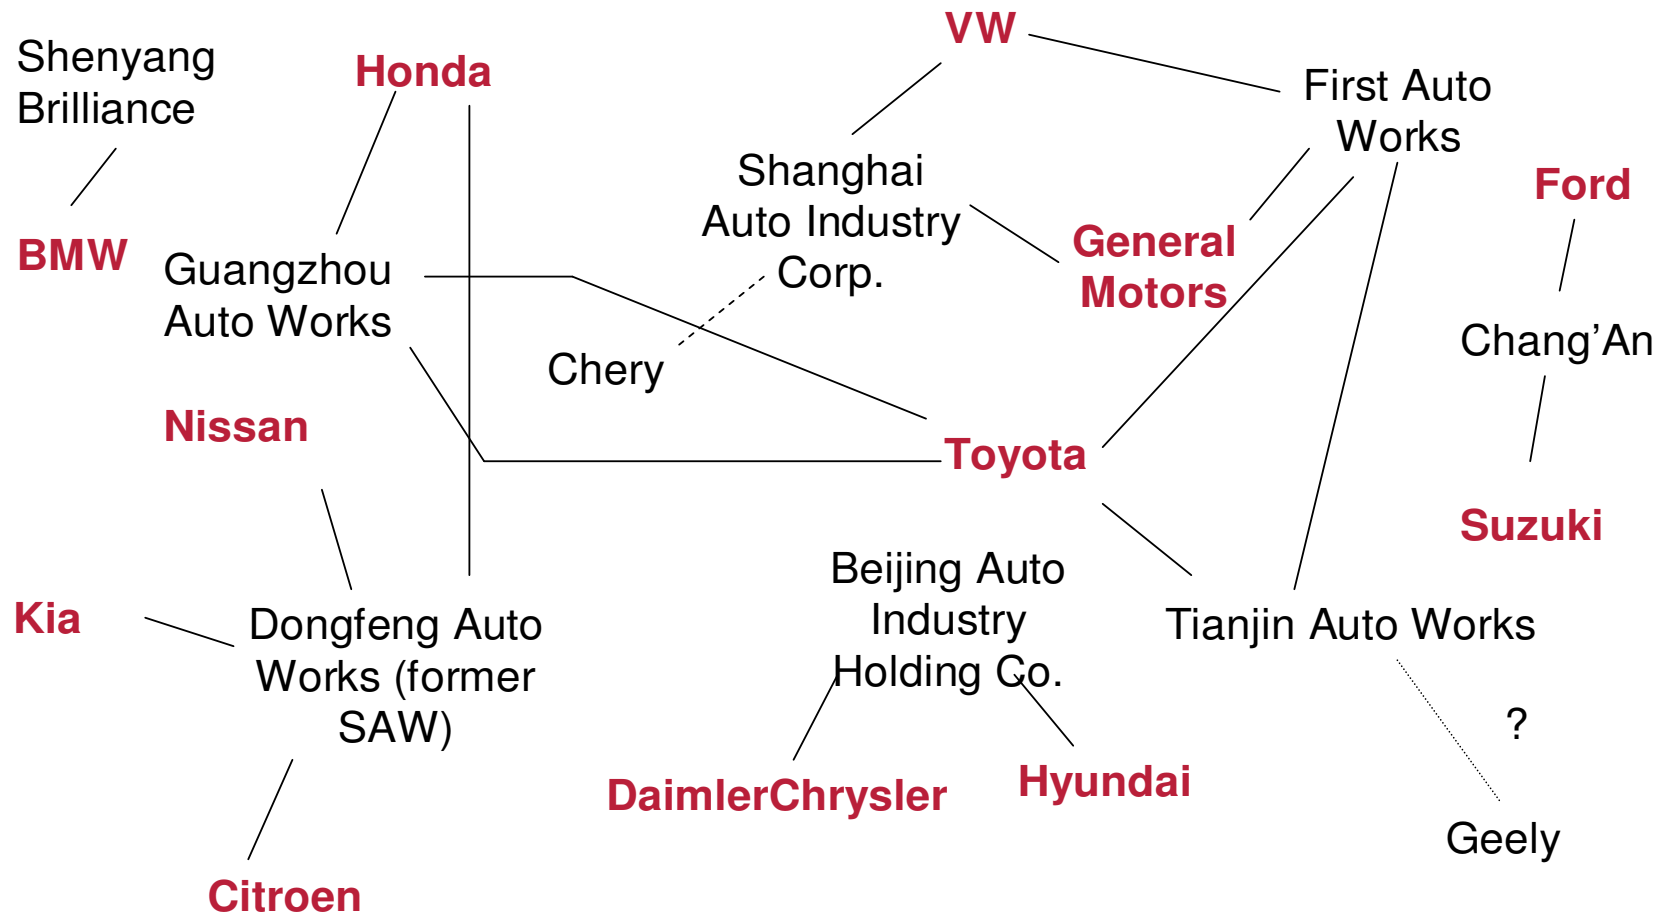 VW
Shenyang
Brilliance
Honda
First Auto
Works
Shanghai
Auto Industry
Corp.
Ford
BMW
General
Motors
Guangzhou
Auto Works
Chery
Chang’An
Nissan
Toyota
Suzuki
Beijing Auto
Industry
Holding Co.
Kia
Dongfeng Auto
Works (former
SAW)
Tianjin Auto Works
?
DaimlerChrysler
Hyundai
Geely
Citroen